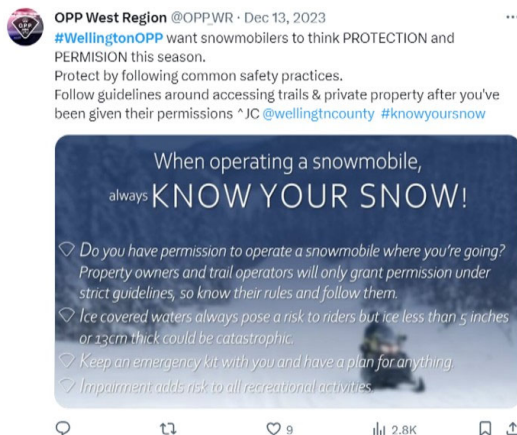 OPP
OPP West Region @OPP_WR · Dec 13, 2023
#WellingtonOPP want snowmobilers to think PROTECTION and
PERMISION this season.
Protect by following common safety practices.
Follow guidelines around accessing trails & private property after you've
been given their permissions ^JC @wellingtncounty #knowyoursnow
When operating a snowmobile,
always KNOW YOUR SNOW!
Do you have permission to operate a snowmobile where you're going?
Property owners and trail operators will only grant permission under
strict guidelines, so know their rules and follow them.
Ice covered waters always pose a risk to riders but ice less than 5 inches
or 13cm thick could be catastrophic.
Keep an emergency kit with you and have a plan for anything.
Impairment adds risk to all recreational activities.
9 2.8K